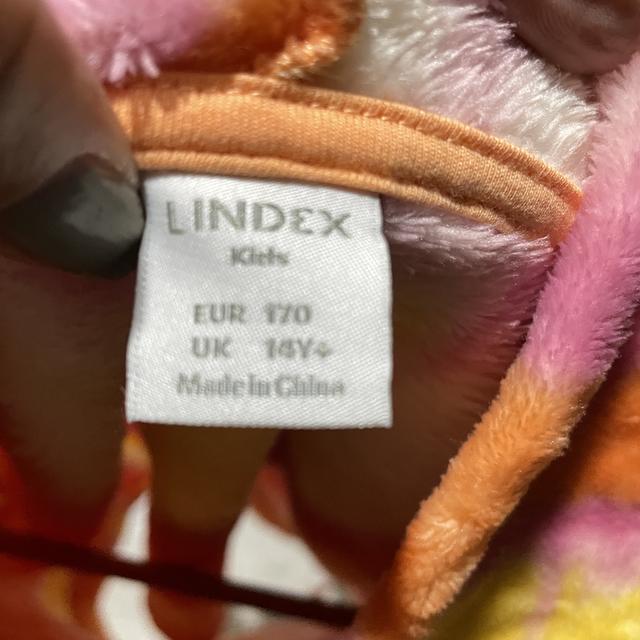 LINDEX
Kids
EUR 170
UK 14Y+
Made in China